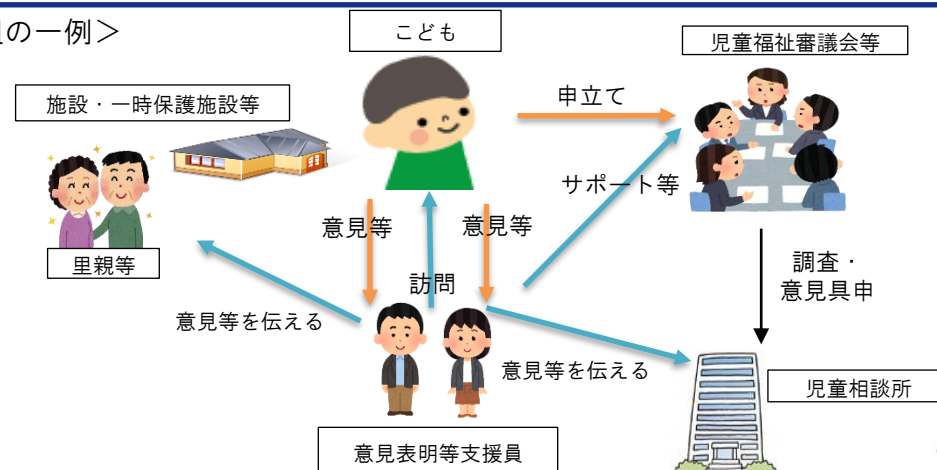 の一例＞
こども
児童福祉審議会等
施設・一時保護施設等
申立て
サポート等
意見等
意見等
里親等
訪問
調査・
意見具申
意見等を伝える
意見等を伝える
児童相談所
意見表明等支援員